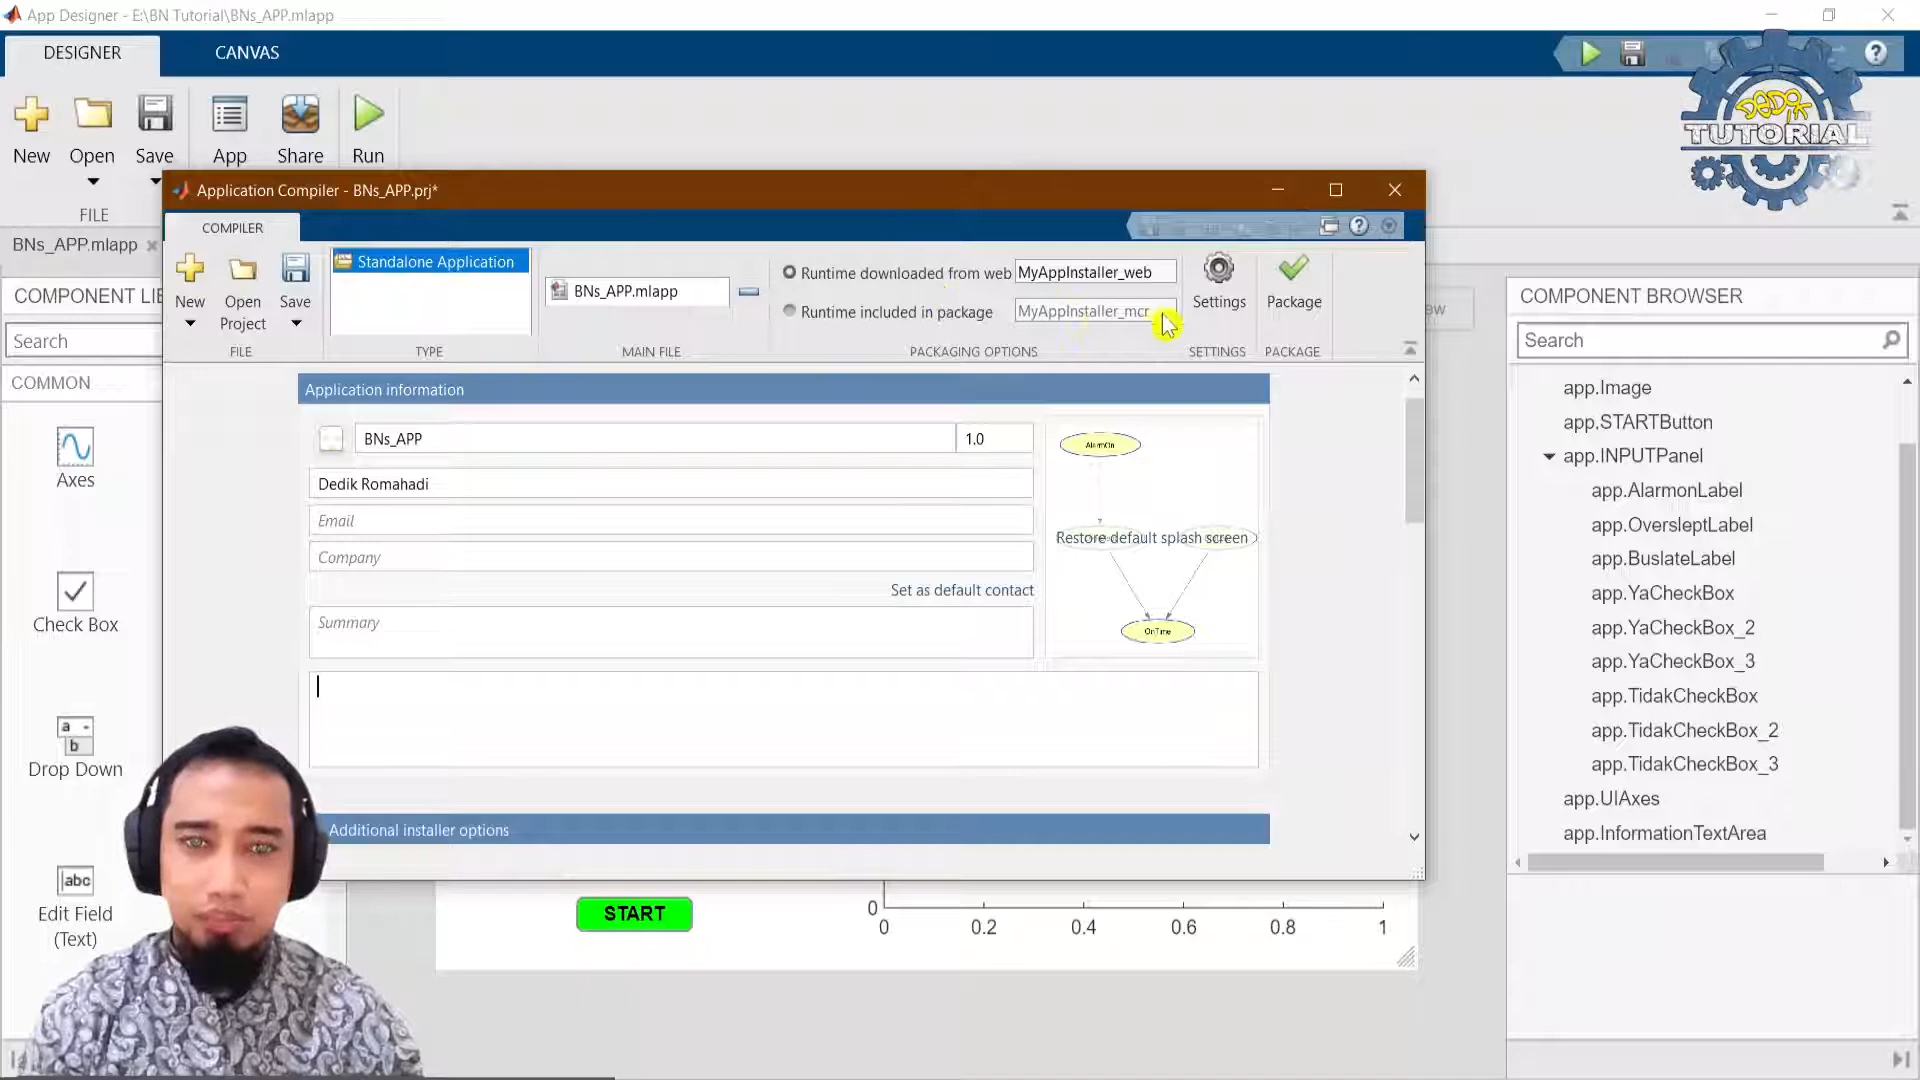 App Designer - E:\BN Tutorial\BNs_APP.mlapp
DESIGNER
CANVAS
New
Open
Save
App
Share
Run
FILE
DEDIK
TUTORIAL
BNs_APP.mlapp
Application Compiler - BNs_APP.prj*
COMPILER
New
Open
Project
Save
FILE
Standalone Application
TYPE
BNs_APP.mlapp
MAIN FILE
Runtime downloaded from web
MyAppInstaller_web
Runtime included in package
MyAppInstaller_mcr
PACKAGING OPTIONS
Settings
SETTINGS
Package
PACKAGE
Application information
BNs_APP
1.0
Dedik Romahadi
Email
Company
Set as default contact
Summary
AlarmOn
Restore default splash screen
OnTime
Additional installer options
START
0
0
0.2
0.4
0.6
0.8
1
COMPONENT LIB
Search
COMMON
Axes
Check Box
Drop Down
a
b
abc
Edit Field
(Text)
COMPONENT BROWSER
Search
app.Image
app.STARTButton
app.INPUTPanel
app.AlarmonLabel
app.OversleptLabel
app.BuslateLabel
app.YaCheckBox
app.YaCheckBox_2
app.YaCheckBox_3
app.TidakCheckBox
app.TidakCheckBox_2
app.TidakCheckBox_3
app.UIAxes
app.InformationTextArea